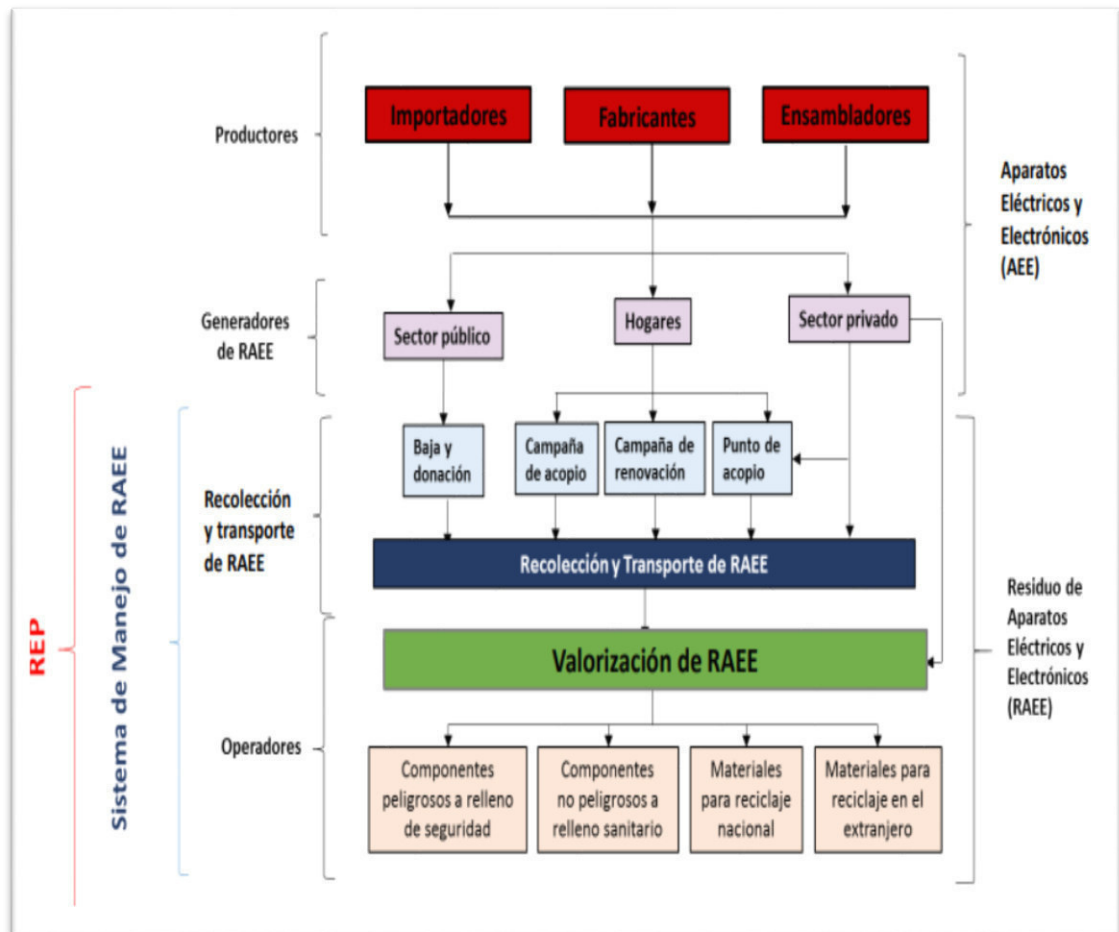 Importadores
Fabricantes
Ensambladores
Productores
Aparatos
Eléctricos y
Electrónicos
(AEE)
Generadores
de RAEE
Sector público
Hogares
Sector privado
REP
Sistema de Manejo de RAEE
Recolección
y transporte
de RAEE
Baja y
donación
Campaña
de acopio
Campaña de
renovación
Punto de
acopio
Recolección y Transporte de RAEE
Residuo de
Aparatos
Eléctricos y
Electrónicos
(RAEE)
Valorización de RAEE
Operadores
Componentes
peligrosos a relleno
de seguridad
Componentes
no peligrosos a
relleno sanitario
Materiales
para reciclaje
nacional
Materiales para
reciclaje en el
extranjero